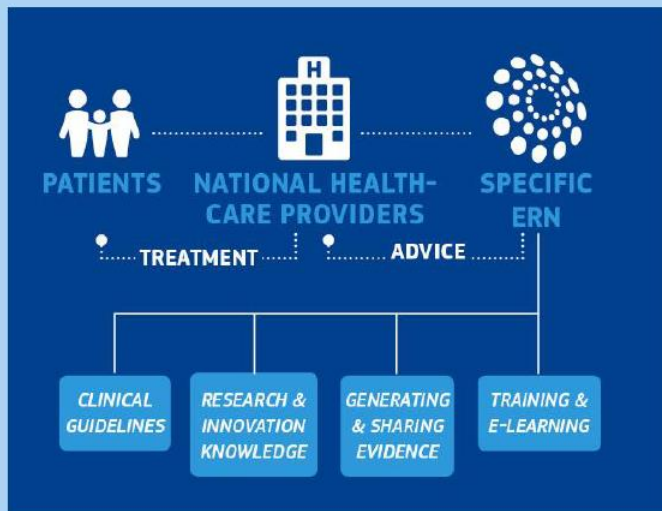 H
PATIENTS
NATIONAL HEALTH-
CARE PROVIDERS
SPECIFIC
ERN
TREATMENT
ADVICE
CLINICAL
GUIDELINES
RESEARCH &
INNOVATION
KNOWLEDGE
GENERATING
& SHARING
EVIDENCE
TRAINING &
E-LEARNING